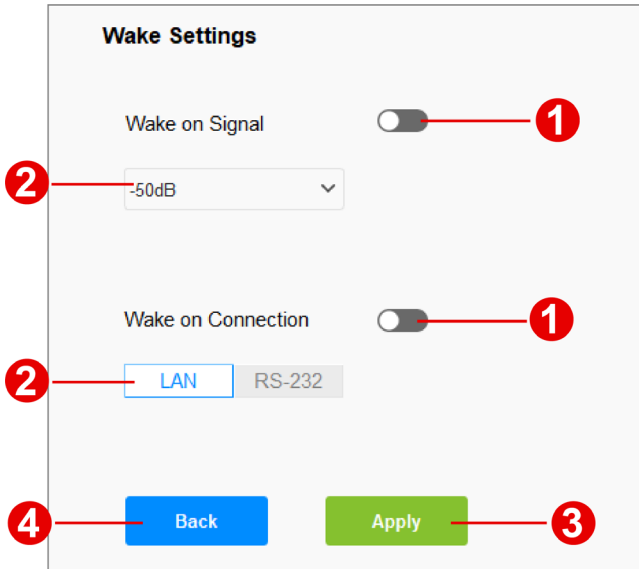 Wake Settings
Wake on Signal 1
2 -50dB
Wake on Connection 1
2 LAN RS-232
4 Back Apply 3